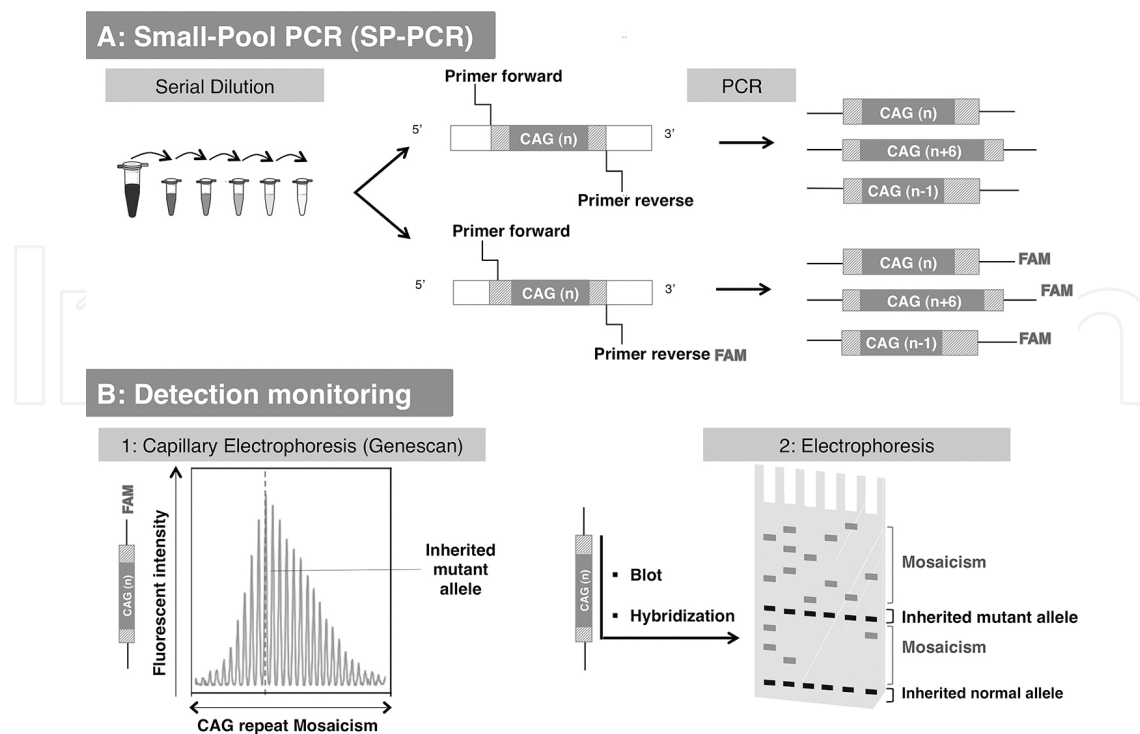 A: Small-Pool PCR (SP-PCR)
Serial Dilution
Primer forward
5'
CAG (n)
3'
Primer reverse
PCR
CAG (n)
CAG (n+6)
CAG (n-1)
Primer forward
5'
CAG (n)
3'
Primer reverse FAM
CAG (n) FAM
CAG (n+6) FAM
CAG (n-1) FAM
B: Detection monitoring
1: Capillary Electrophoresis (Genescan)
FAM
CAG (n)
Fluorescent intensity
Inherited
mutant
allele
CAG repeat Mosaicism
2: Electrophoresis
CAG (n)
▪ Blot
▪ Hybridization
Mosaicism
Inherited mutant allele
Mosaicism
Inherited normal allele